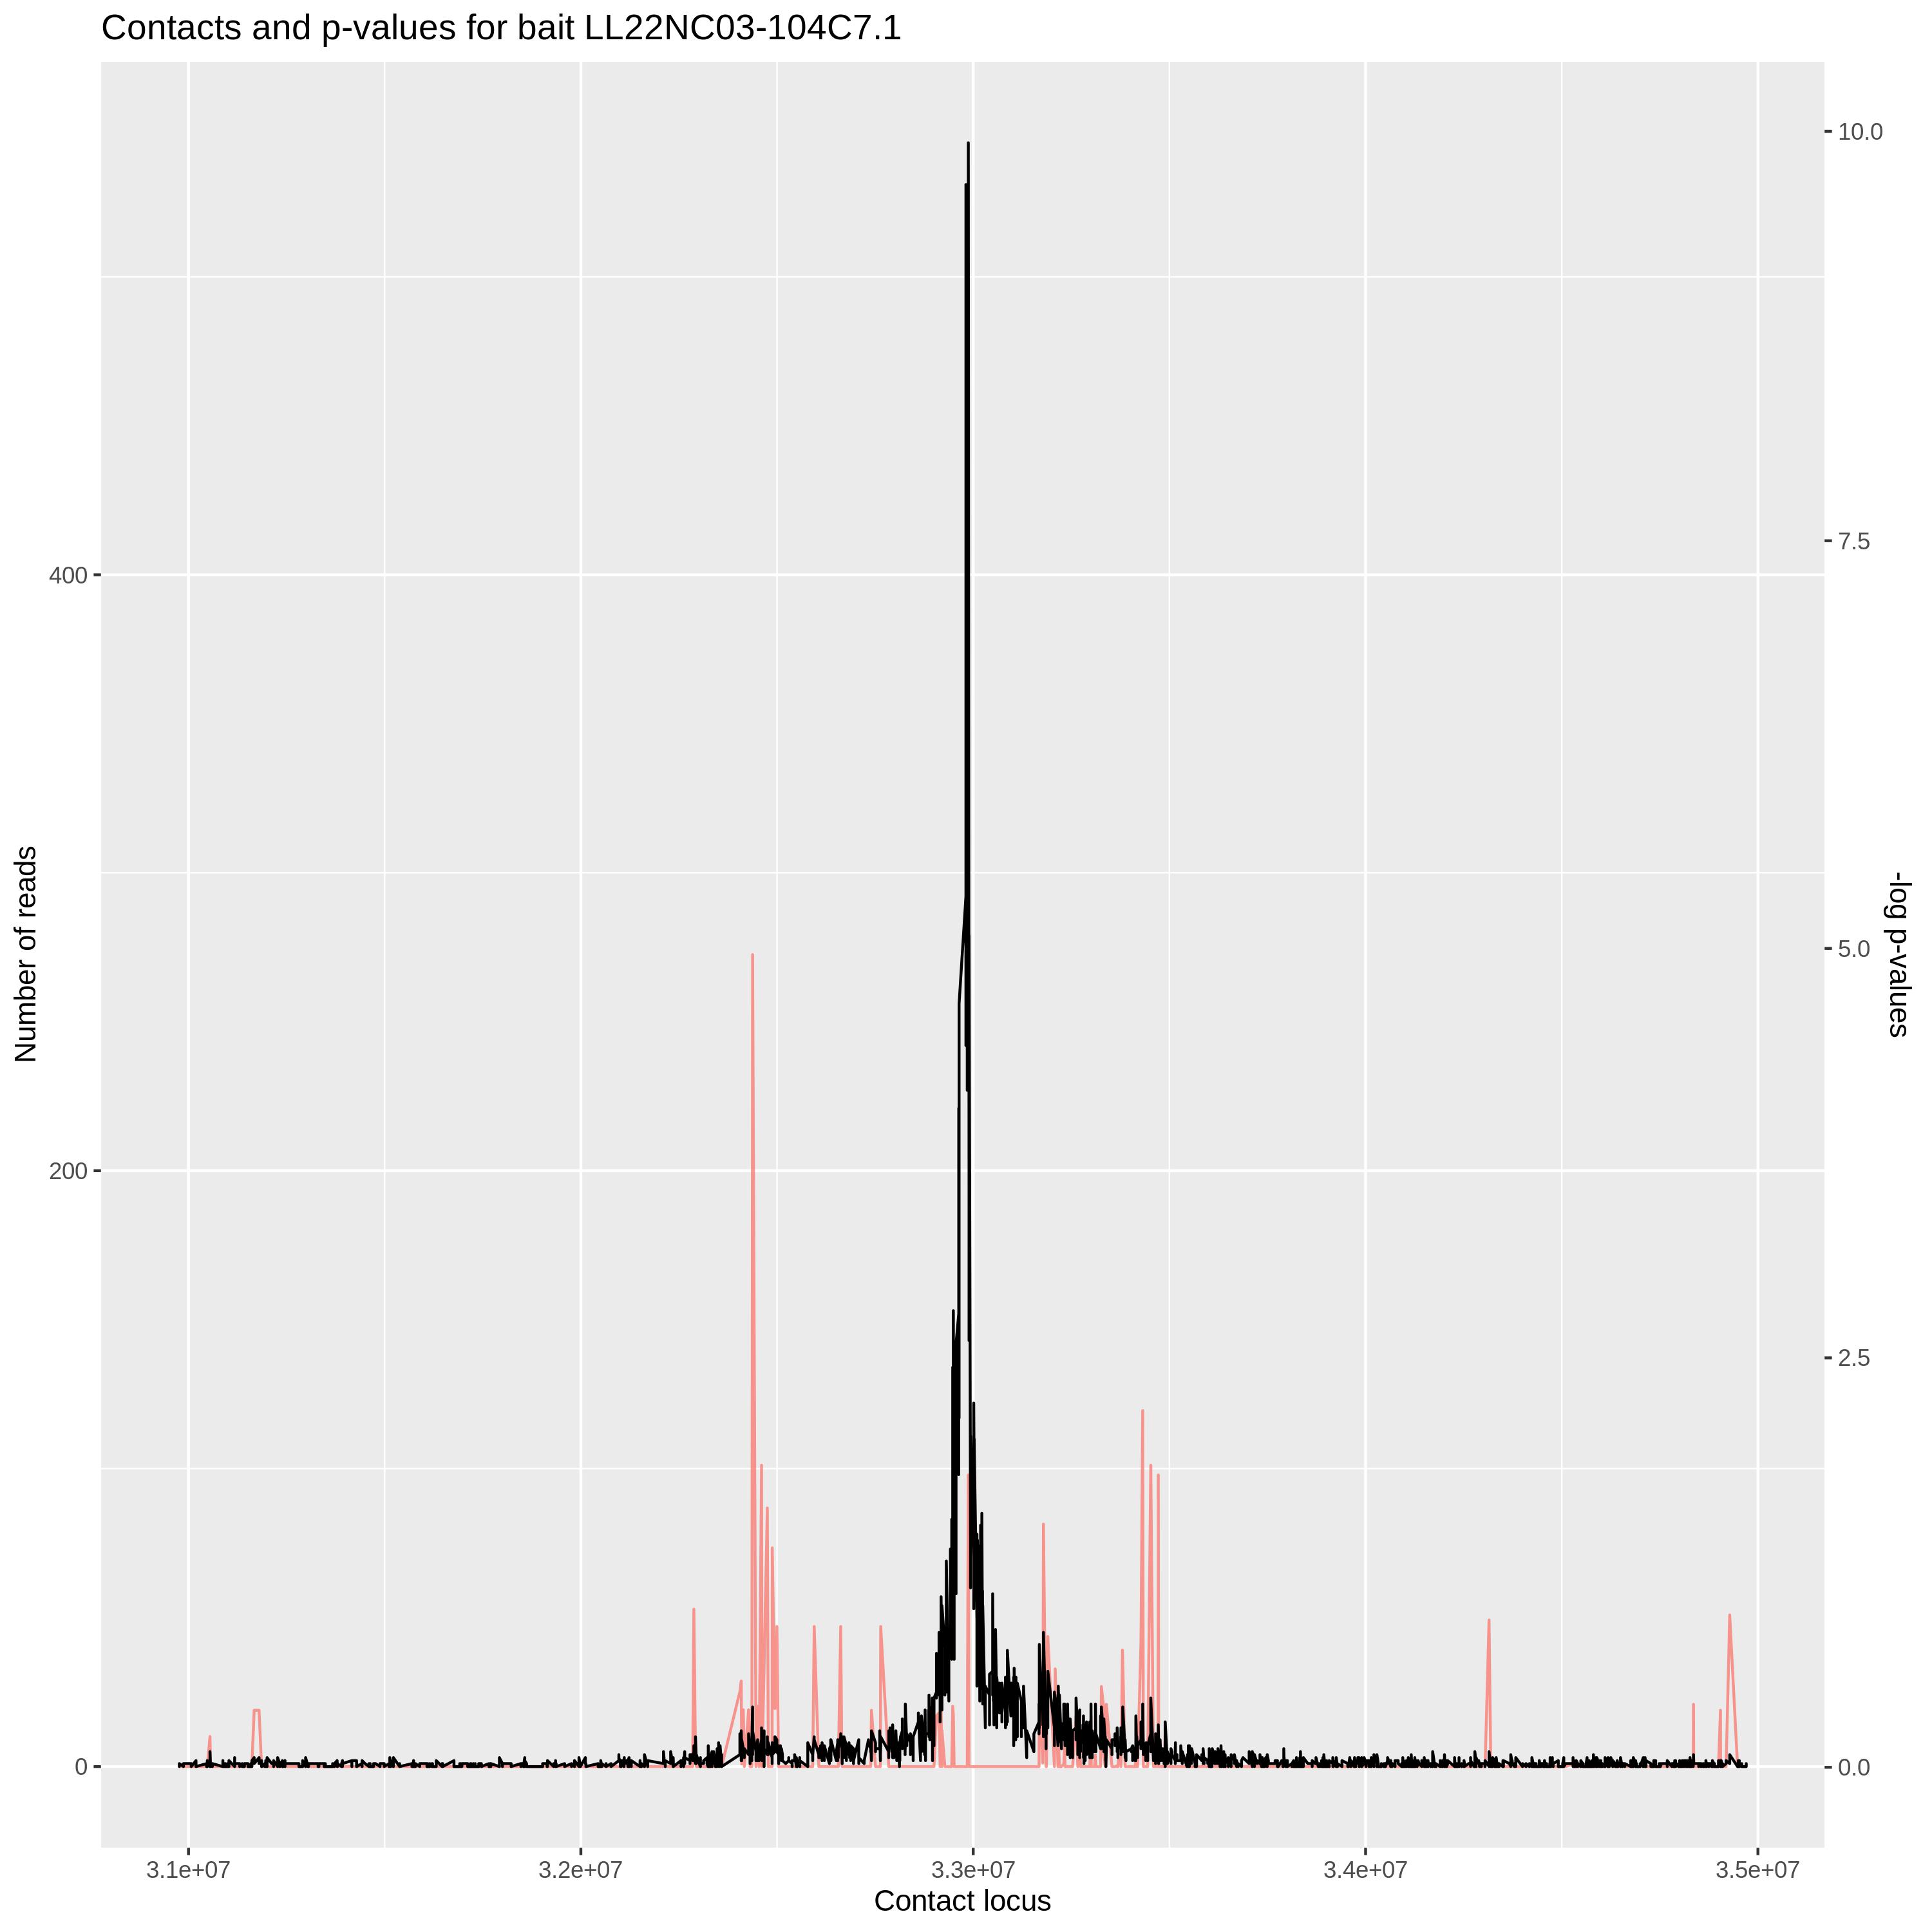 Contacts and p-values for bait LL22NC03-104C7.1
10.0
7.5
400
5.0
Number of reads
-log p-values
200
2.5
0
0.0
3.1e+07 3.2e+07 3.3e+07 3.4e+07 3.5e+07
Contact locus